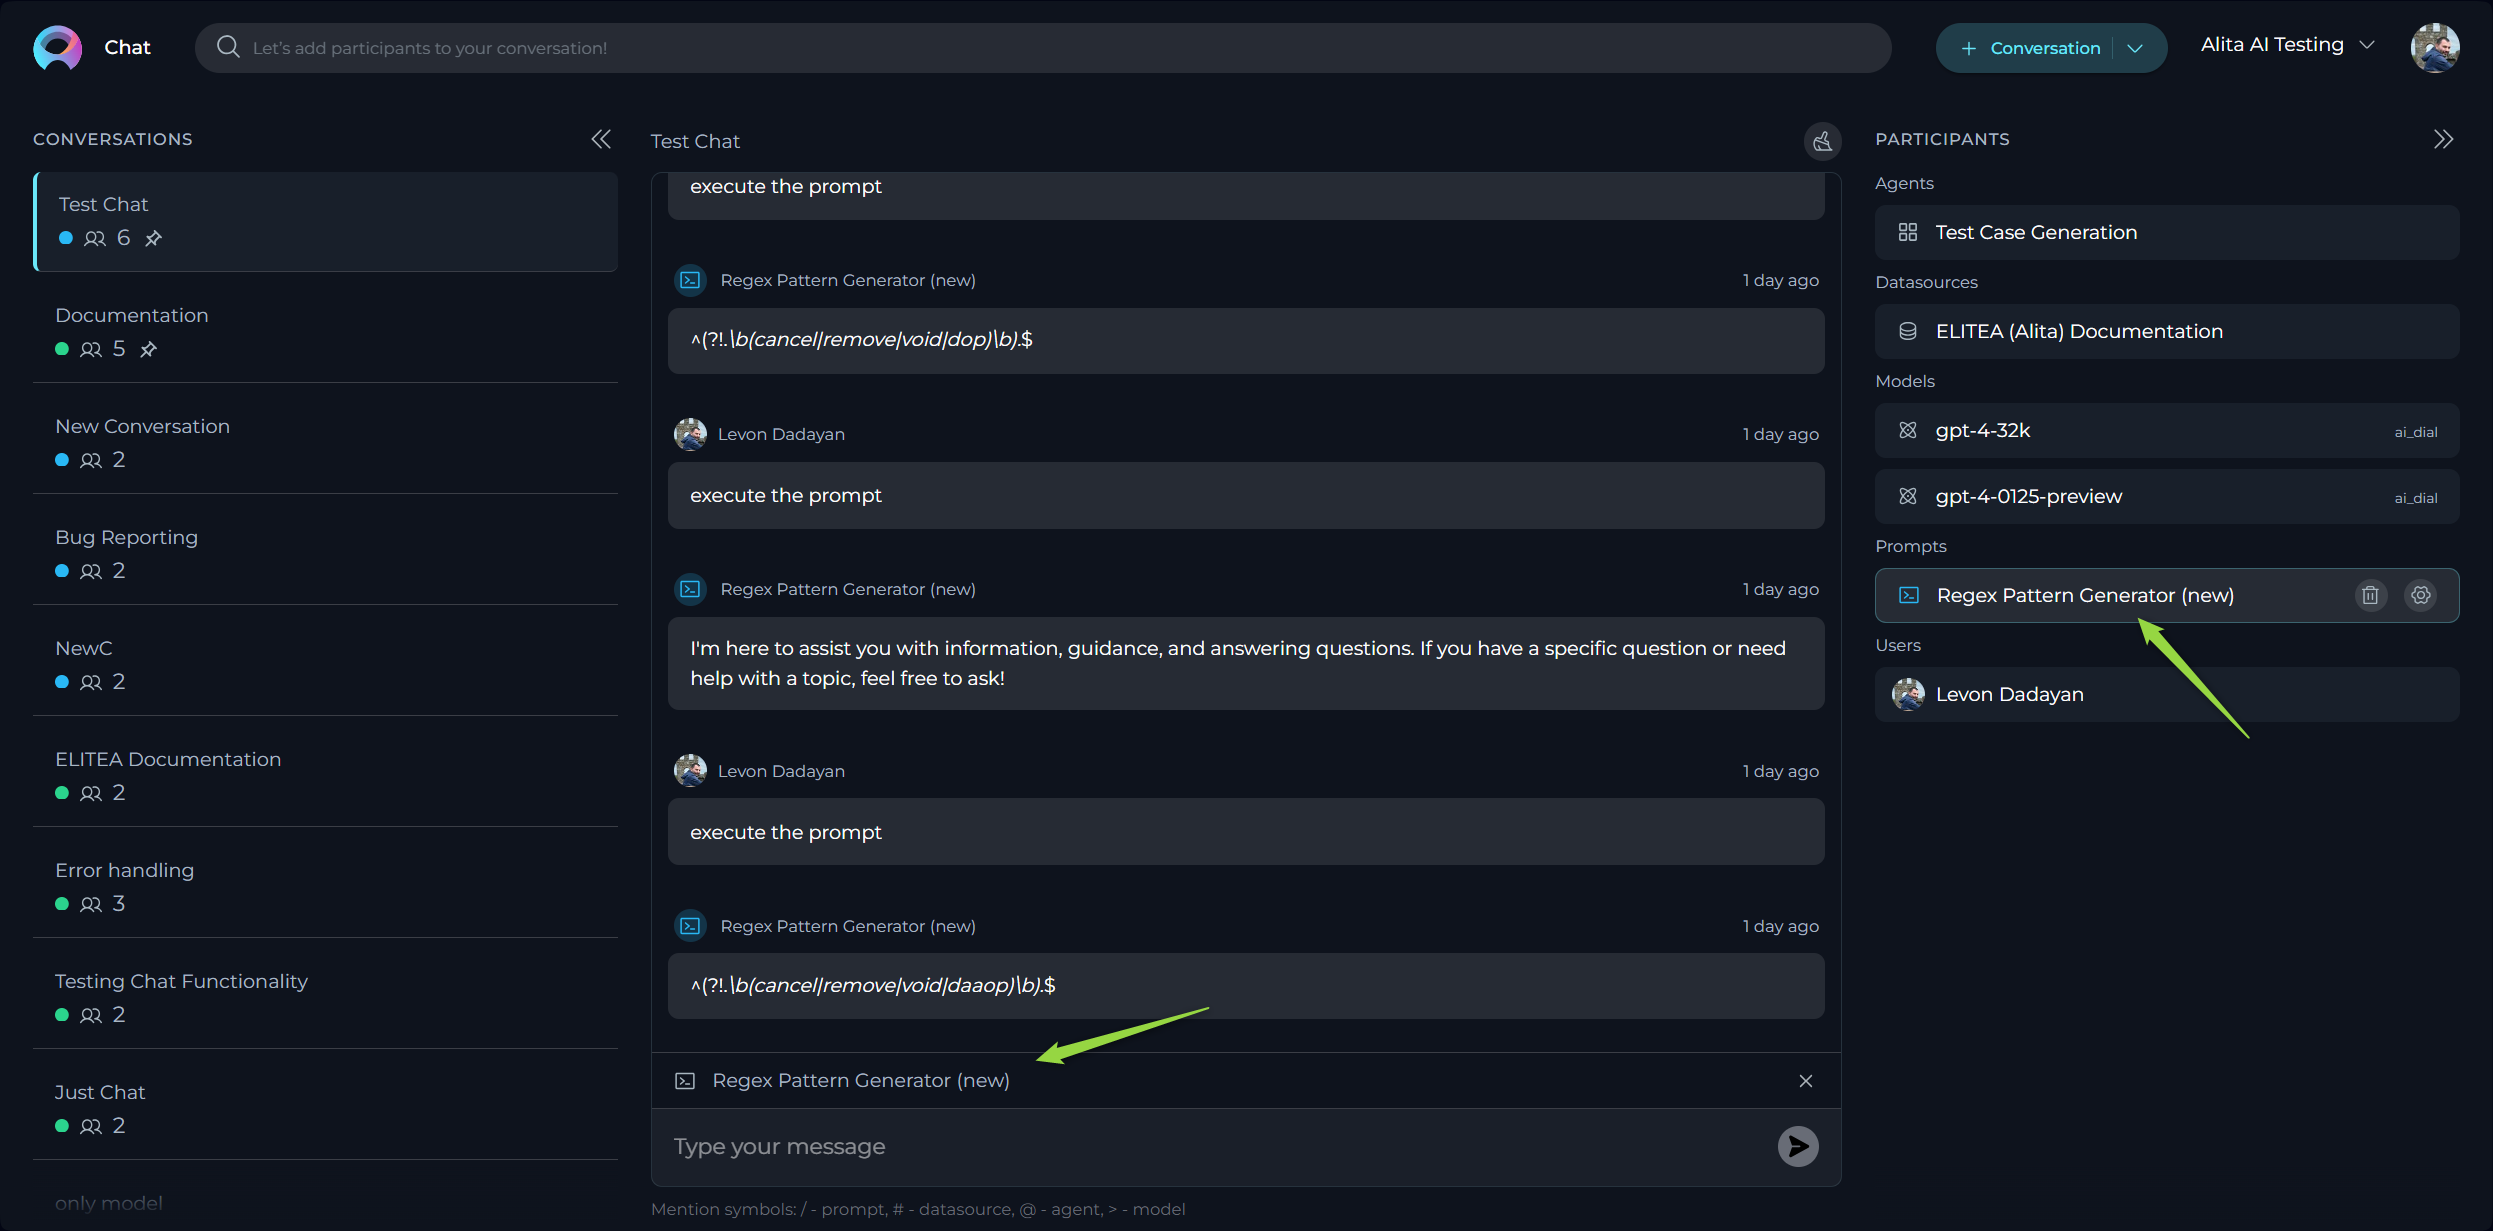 Chat
Let's add participants to your conversation!
+ Conversation
Alita AI Testing
CONVERSATIONS
Test Chat
6
Documentation
5
New Conversation
2
Bug Reporting
2
NewC
2
ELITEA Documentation
2
Error handling
3
Testing Chat Functionality
2
Just Chat
2
only model
Test Chat
execute the prompt
Regex Pattern Generator (new)
1 day ago
^(?!.\b(cancel|remove|void|dop)\b).$
Levon Dadayan
1 day ago
execute the prompt
Regex Pattern Generator (new)
1 day ago
I'm here to assist you with information, guidance, and answering questions. If you have a specific question or need
help with a topic, feel free to ask!
Levon Dadayan
1 day ago
execute the prompt
Regex Pattern Generator (new)
1 day ago
^(?!.\b(cancel|remove|void|daaop)\b).$
Regex Pattern Generator (new)
Type your message
Mention symbols: / - prompt, # - datasource, @ - agent, > - model
PARTICIPANTS
Agents
Test Case Generation
Datasources
ELITEA (Alita) Documentation
Models
gpt-4-32k
ai_dial
gpt-4-0125-preview
ai_dial
Prompts
Regex Pattern Generator (new)
Users
Levon Dadayan